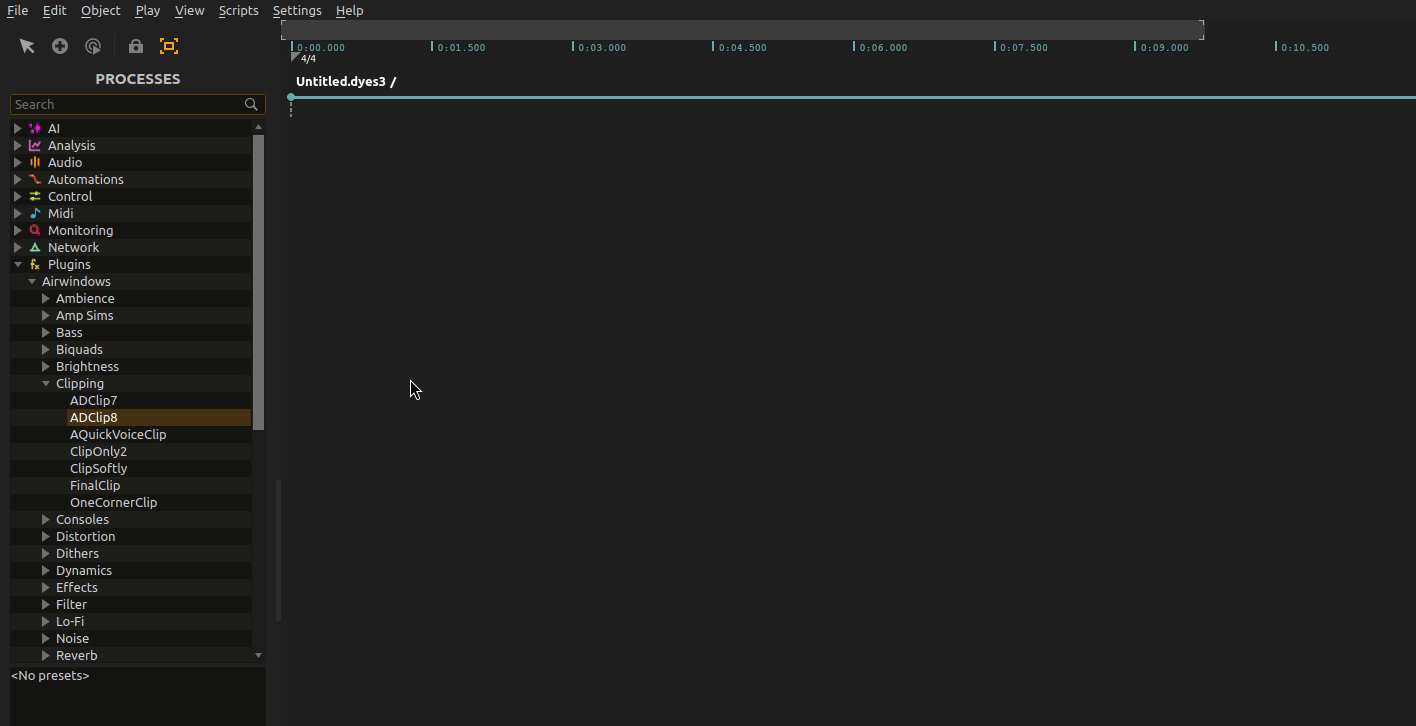 File Edit Object Play View Scripts Settings Help
0:00.000 0:01.500 0:03.000 0:04.500 0:06.000 0:07.500 0:09.000 0:10.500
4/4
PROCESSES
Untitled.dyes3 /
Search
AI
Analysis
Audio
Automations
Control
Midi
Monitoring
Network
Plugins
Airwindows
Ambience
Amp Sims
Bass
Biquads
Brightness
Clipping
ADClip7
ADClip8
AQuickVoiceClip
ClipOnly2
ClipSoftly
FinalClip
OneCornerClip
Consoles
Distortion
Dithers
Dynamics
Effects
Filter
Lo-Fi
Noise
Reverb
<No presets>